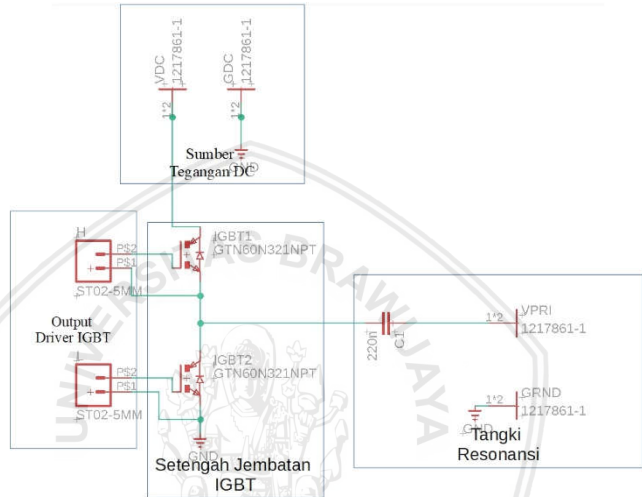 VDC
1217861-1
1*2
GDC
1217861-1
1*2
GND
Sumber
Tegangan DC
H
P$2
P$1
ST02-5MM
Output
Driver IGBT
L
P$2
P$1
ST02-5MM
IGBT1
GTN60N321NPT
IGBT2
GTN60N321NPT
GND
Setengah Jembatan
IGBT
220n
C1
1*2
VPRI
1217861-1
1*2
GRND
1217861-1
GND
Tangki
Resonansi
UNIVERSITAS BRAWIJAYA